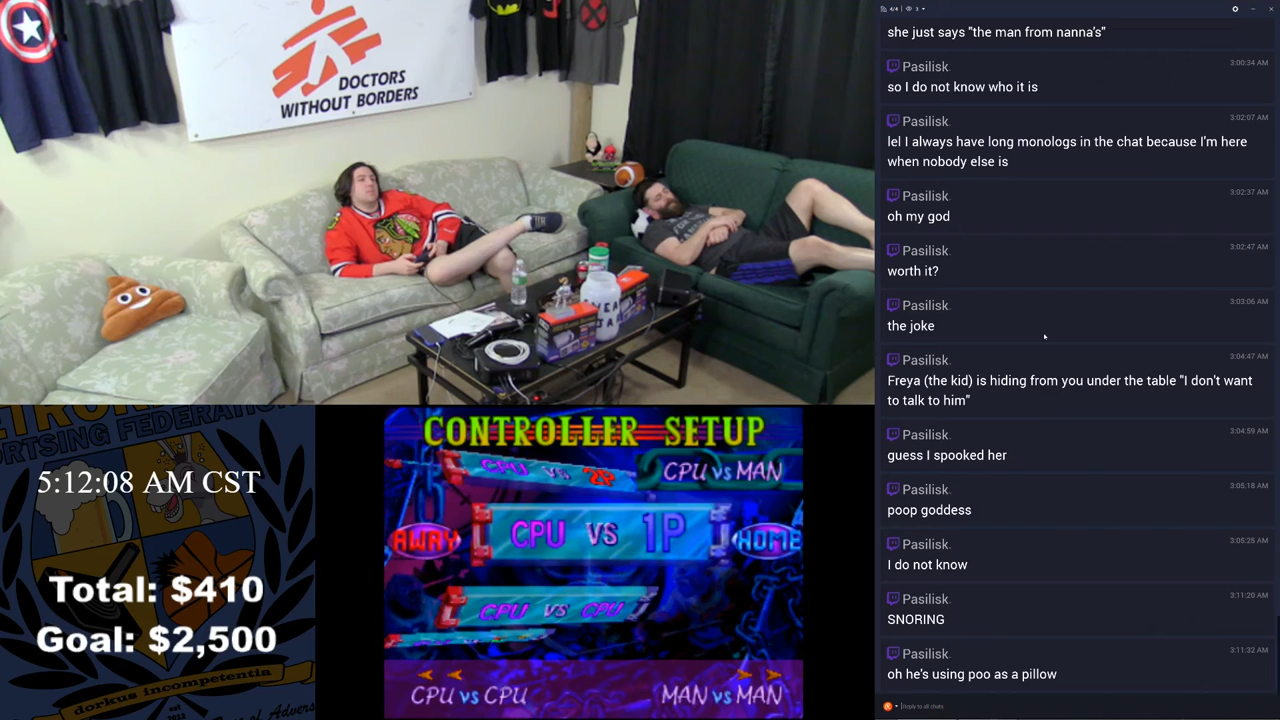 DOCTORS
WITHOUT BORDERS
5:12:08 AM CST
Total: $410
Goal: $2,500
dorkus incompetentia
CONTROLLER SETUP
CPU VS 2P
CPU vs MAN
AWAY
CPU VS 1P
HOME
CPU VS CPU
CPU vs CPU
MAN vs MAN
4/4
3
she just says "the man from nanna's"
Pasilisk
3:00:34 AM
so I do not know who it is
Pasilisk
3:02:07 AM
lel I always have long monologs in the chat because I'm here
when nobody else is
Pasilisk
3:02:37 AM
oh my god
Pasilisk
3:02:47 AM
worth it?
Pasilisk
3:03:06 AM
the joke
Pasilisk
3:04:47 AM
Freya (the kid) is hiding from you under the table "I don't want
to talk to him"
Pasilisk
3:04:59 AM
guess I spooked her
Pasilisk
3:05:18 AM
poop goddess
Pasilisk
3:05:25 AM
I do not know
Pasilisk
3:11:20 AM
SNORING
Pasilisk
3:11:32 AM
oh he's using poo as a pillow
Reply to all chats